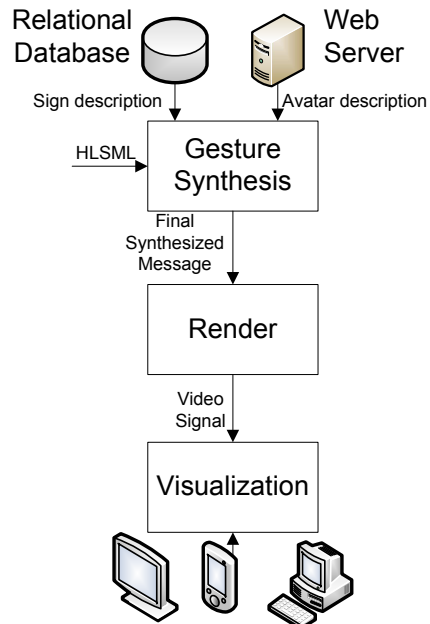 Relational
Database
Web
Server
Sign description
Avatar description
HLSML
Gesture
Synthesis
Final
Synthesized
Message
Render
Video
Signal
Visualization